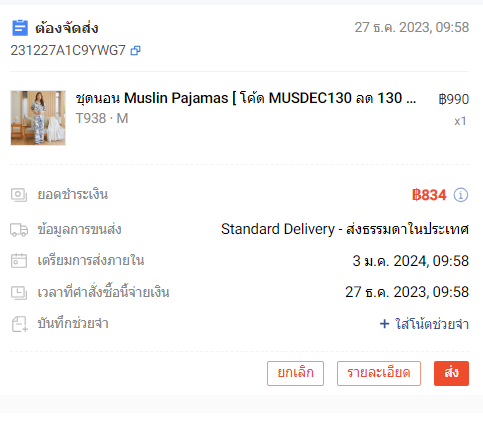 ต้องจัดส่ง 27 ธ.ค. 2023, 09:58
231227A1C9YWG7
ชุดนอน Muslin Pajamas [ โค้ด MUSDEC130 ลด 130 ... ฿990
T938 · M x1
ยอดชำระเงิน ฿834
ข้อมูลการขนส่ง Standard Delivery - ส่งธรรมดาในประเทศ
เตรียมการส่งภายใน 3 ม.ค. 2024, 09:58
เวลาที่คำสั่งซื้อนี้จ่ายเงิน 27 ธ.ค. 2023, 09:58
บันทึกช่วยจำ + ใส่โน้ตช่วยจำ
ยกเลิก รายละเอียด ส่ง